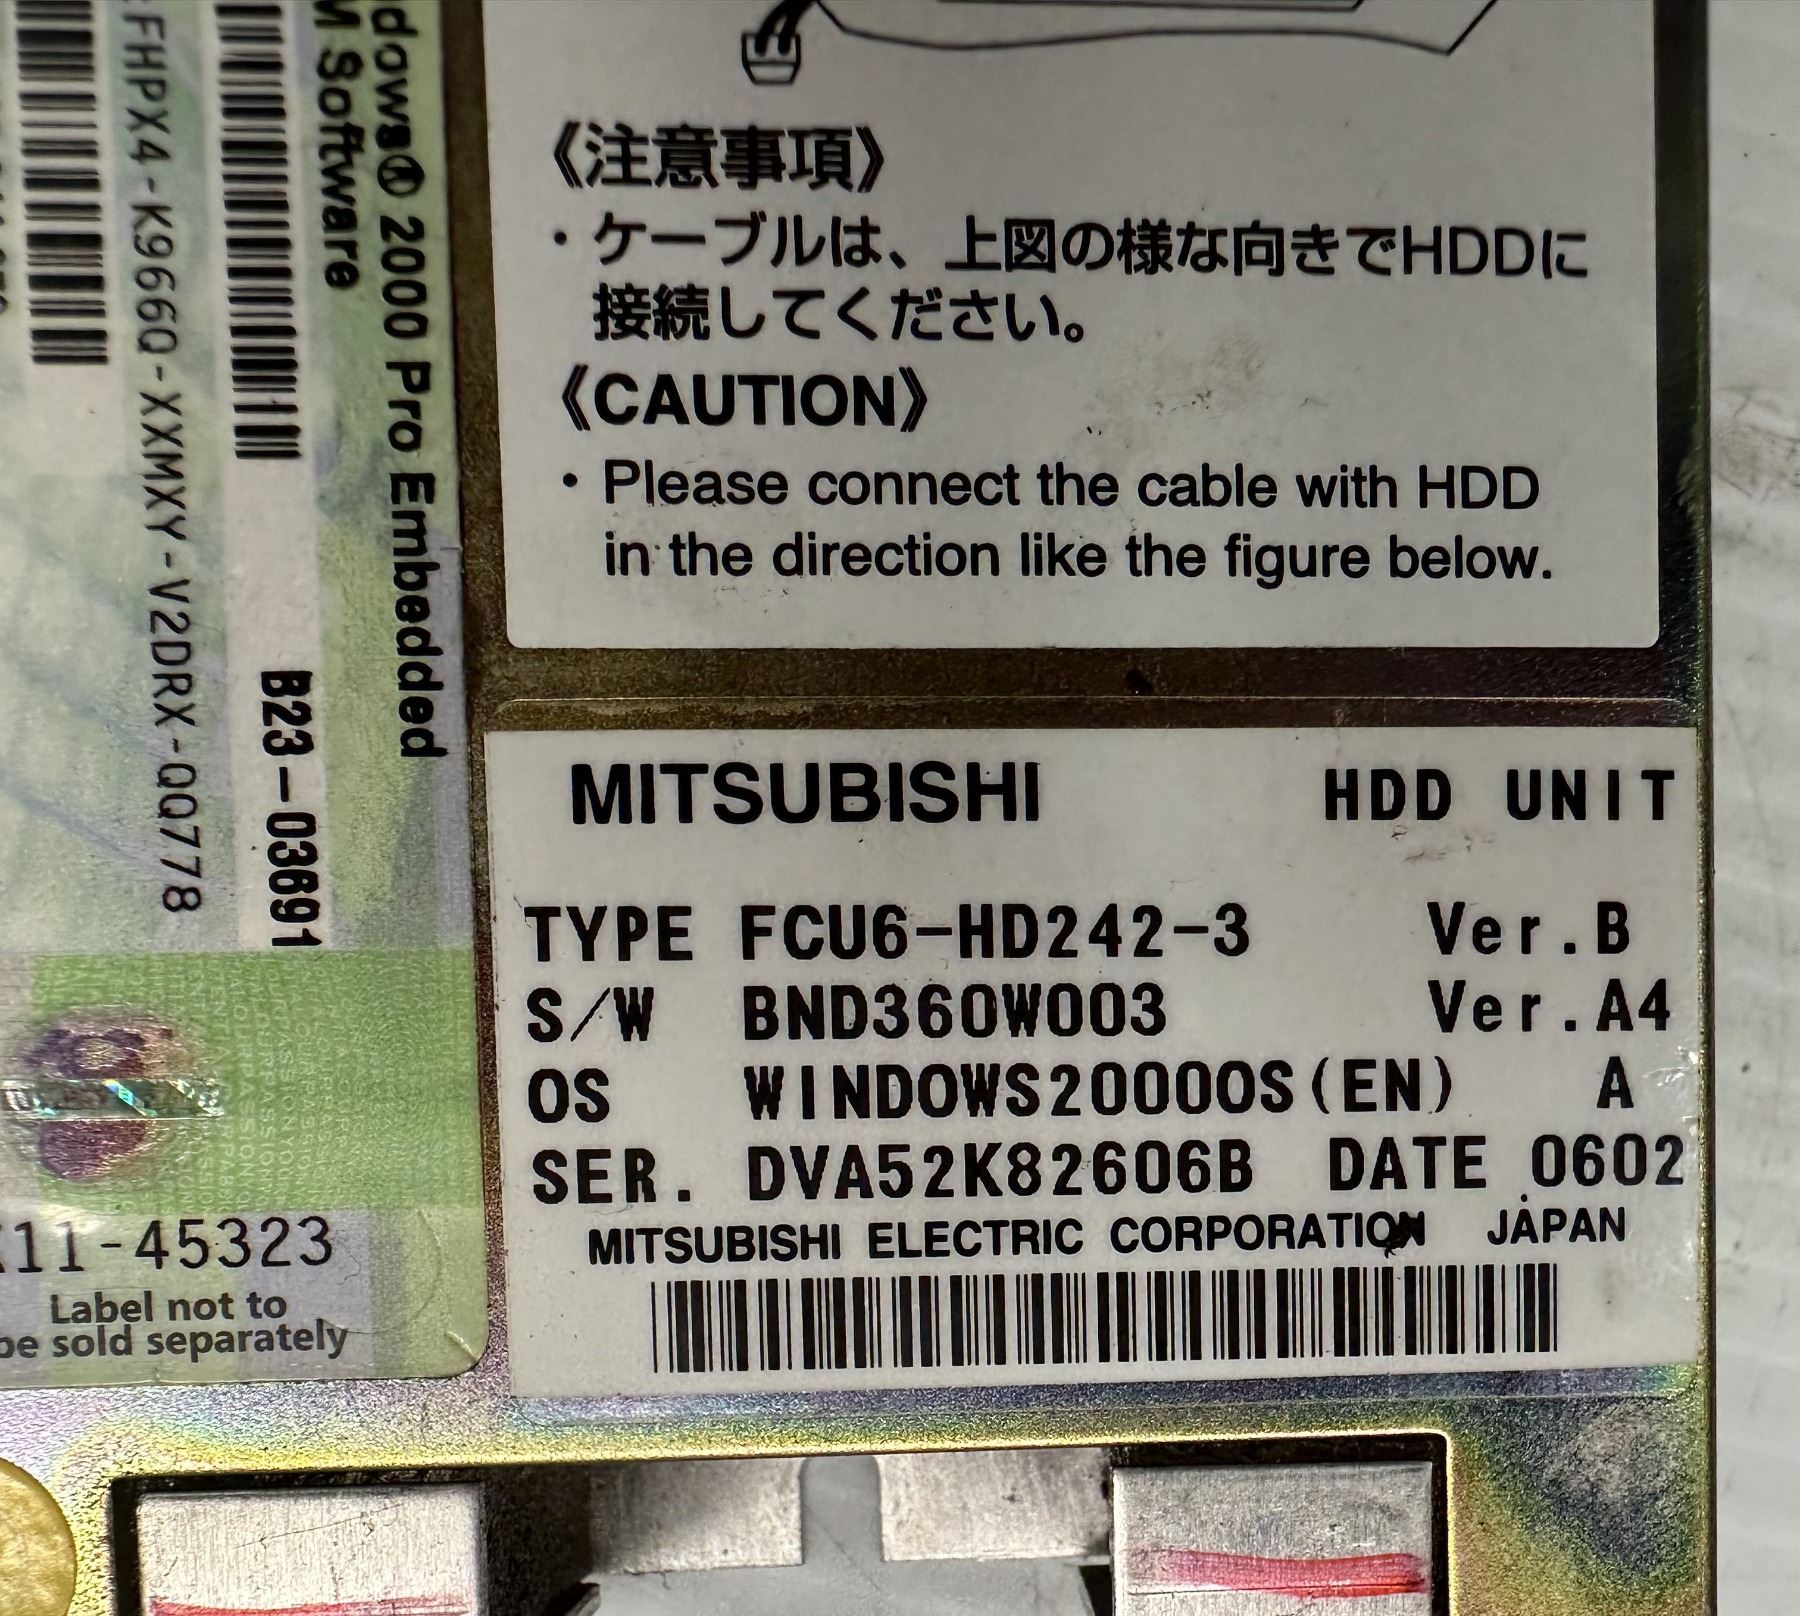 《注意事項》
・ケーブルは、上図の様な向きでHDDに
接続してください。
《CAUTION》
・Please connect the cable with HDD
in the direction like the figure below.
MITSUBISHI HDD UNIT
TYPE FCU6-HD242-3 Ver.B
S/W BND360W003 Ver.A4
OS WINDOWS2000OS(EN) A
SER. DVA52K82606B DATE 0602
MITSUBISHI ELECTRIC CORPORATION JAPAN
dows® 2000 Pro Embedded
M Software
B23-03691
FHPX4-K966Q-XXMXY-V2DRX-QQ778
11-45323
Label not to
be sold separately